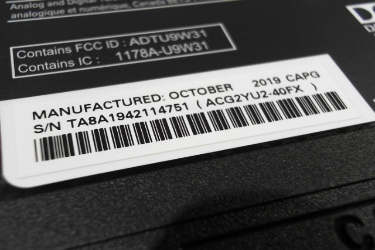 Analog and Digital
analogique et numérique, Canada
Contains FCC ID : ADTU9W31
Contains IC : 1178A-U9W31
MANUFACTURED: OCTOBER 2019 CAPG
S/N TA8A1942114751 ( ACG2YU2-40FX )